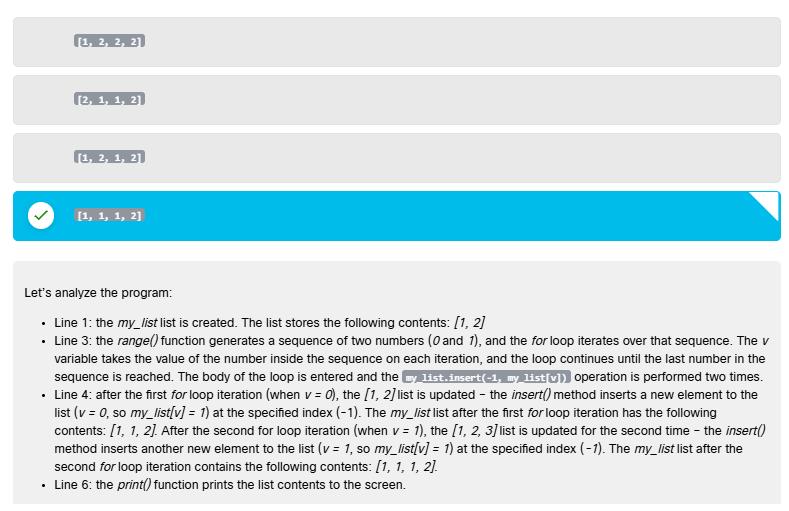 [1, 2, 2, 2]
[2, 1, 1, 2]
[1, 2, 1, 2]
[1, 1, 1, 2]
Let's analyze the program:
• Line 1: the my_list list is created. The list stores the following contents: [1, 2]
• Line 3: the range() function generates a sequence of two numbers (0 and 1), and the for loop iterates over that sequence. The v
variable takes the value of the number inside the sequence on each iteration, and the loop continues until the last number in the
sequence is reached. The body of the loop is entered and the my_list.insert(-1, my_list[v]) operation is performed two times.
• Line 4: after the first for loop iteration (when v = 0), the [1, 2] list is updated – the insert() method inserts a new element to the
list (v = 0, so my_list[v] = 1) at the specified index (-1). The my_list list after the first for loop iteration has the following
contents: [1, 1, 2]. After the second for loop iteration (when v = 1), the [1, 2, 3] list is updated for the second time – the insert()
method inserts another new element to the list (v = 1, so my_list[v] = 1) at the specified index (-1). The my_list list after the
second for loop iteration contains the following contents: [1, 1, 1, 2].
• Line 6: the print() function prints the list contents to the screen.